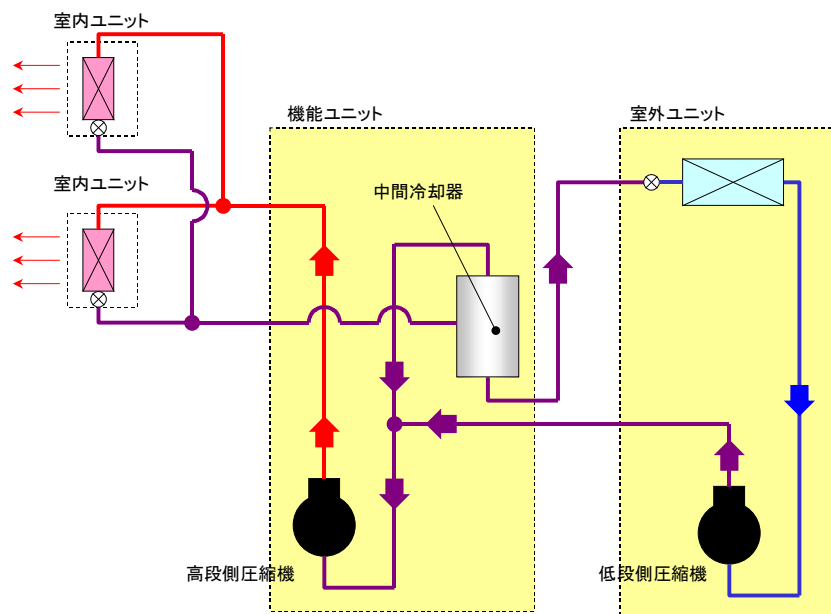 室内ユニット
機能ユニット
室外ユニット
室内ユニット
中間冷却器
高段側圧縮機
低段側圧縮機